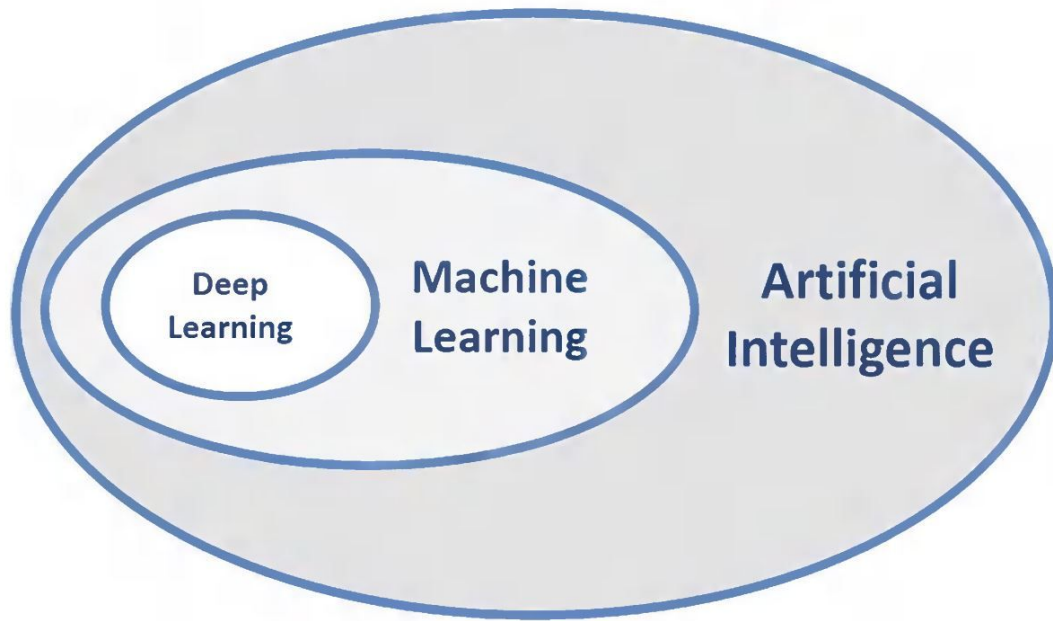 Deep
Learning
Machine
Learning
Artificial
Intelligence